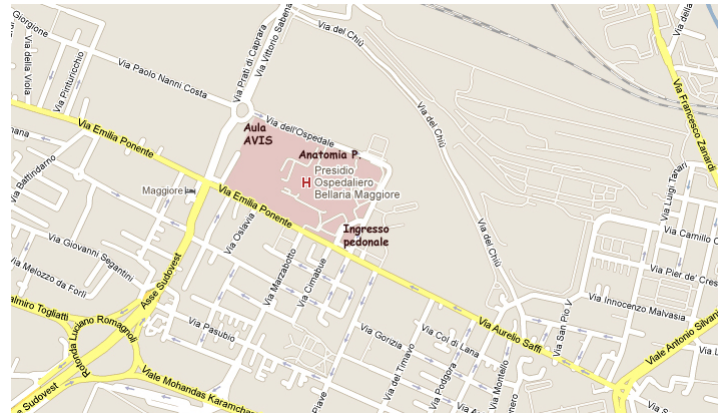 Giorgione
Via della Viola
Via Pinturicchio
Via Paolo Nanni Costa
Via Prati di Caprara
Via Vittorio Sabena
Via del Chiù
Via del Chiù
Via del Chiù
Via Francesco Zanardi
Via Emilia Ponente
Aula
AVIS
Via dell'Ospedale
Anatomia P.
H
Presidio
Ospedaliero
Bellaria Maggiore
Via Battindarno
Maggiore
Via Emilia Ponente
Via Oslavia
Ingresso
pedonale
Via Luigi Tanari
Via Camillo
Via Giovanni Segantini
Via Melozzo da Forlì
Asse Sudovest
Via Marzabotto
Via Cimabue
Via Pier de' Cres
Via Innocenzo Malvasia
almiro Togliatti
Rotonda Luciano Romagnoli
Via Pasubio
Via Gorizia
Via Col di Lana
Via Aurelio Saffi
Via San Pio V
Viale Antonio Silvani
Asse Sudovest
Viale Mohandas Karamchan
Piave
Via del Timavo
Via Podgora
Via Montello